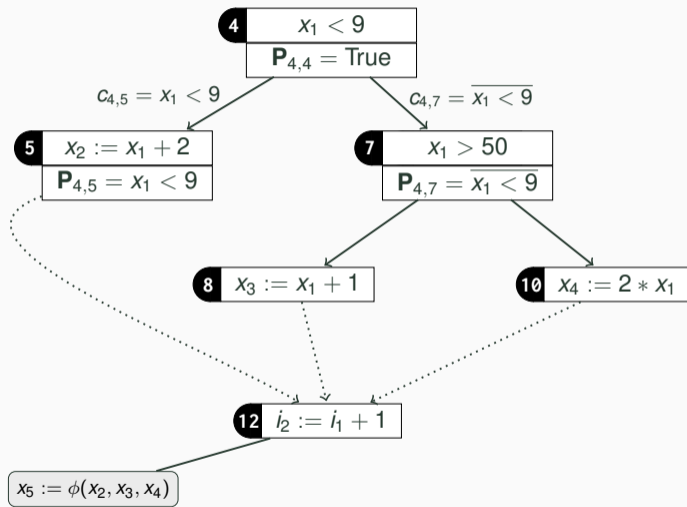 4 x₁ < 9
P₄,₄ = True
c₄,₅ = x₁ < 9
c₄,₇ = x̅₁̅ ̅<̅ ̅9̅
5 x₂ := x₁ + 2
P₄,₅ = x₁ < 9
7 x₁ > 50
P₄,₇ = x̅₁̅ ̅<̅ ̅9̅
8 x₃ := x₁ + 1
10 x₄ := 2 ∗ x₁
12 i₂ := i₁ + 1
x₅ := ϕ(x₂, x₃, x₄)